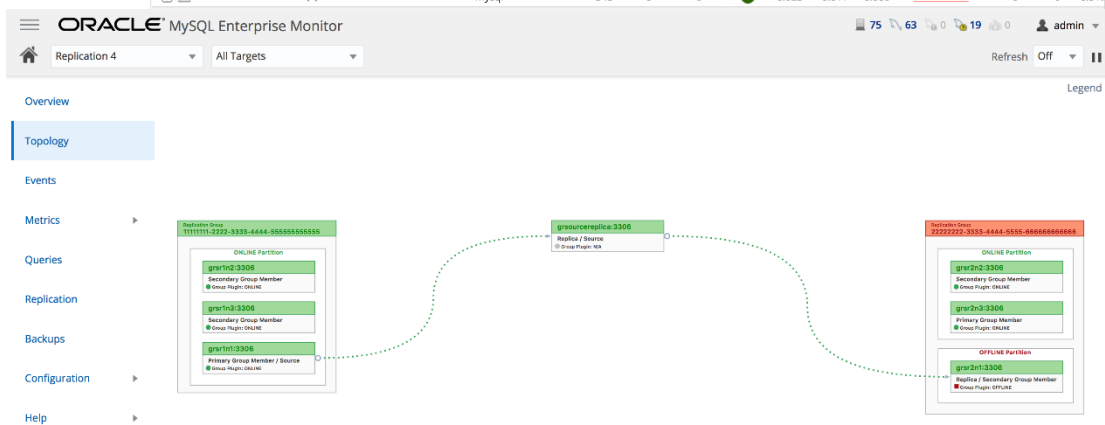 ORACLE MySQL Enterprise Monitor
75 63 0 19 0 admin
Replication 4 All Targets Refresh Off
Legend
Overview
Topology
Events
Metrics
Queries
Replication
Backups
Configuration
Help
Replication Group
11111111-2222-3333-4444-555555555555
ONLINE Partition
grsr1n2:3306
Secondary Group Member
Group Plugin: ONLINE
grsr1n3:3306
Secondary Group Member
Group Plugin: ONLINE
grsr1n1:3306
Primary Group Member / Source
Group Plugin: ONLINE
grsourcereplica:3306
Replica / Source
Group Plugin: N/A
Replication Group
22222222-3333-4444-5555-666666666666
ONLINE Partition
grsr2n2:3306
Secondary Group Member
Group Plugin: ONLINE
grsr2n3:3306
Primary Group Member
Group Plugin: ONLINE
OFFLINE Partition
grsr2n1:3306
Replica / Secondary Group Member
Group Plugin: OFFLINE